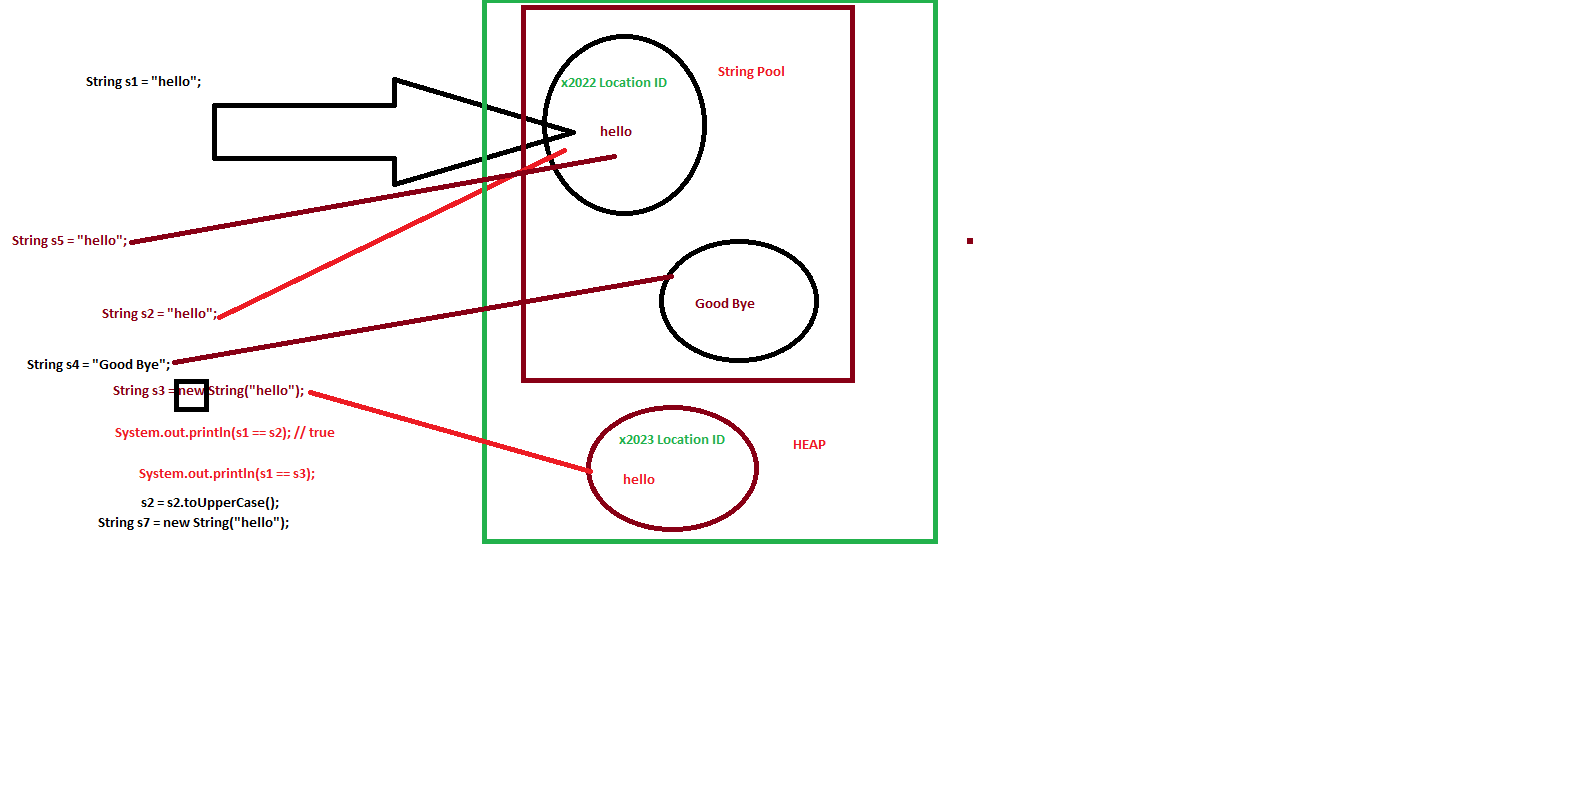 String s1 = "hello";
String s5 = "hello";
String s2 = "hello";
String s4 = "Good Bye";
String s3 = new String("hello");
System.out.println(s1 == s2); // true
System.out.println(s1 == s3);
s2 = s2.toUpperCase();
String s7 = new String("hello");
String Pool
x2022 Location ID
hello
Good Bye
x2023 Location ID
HEAP
hello